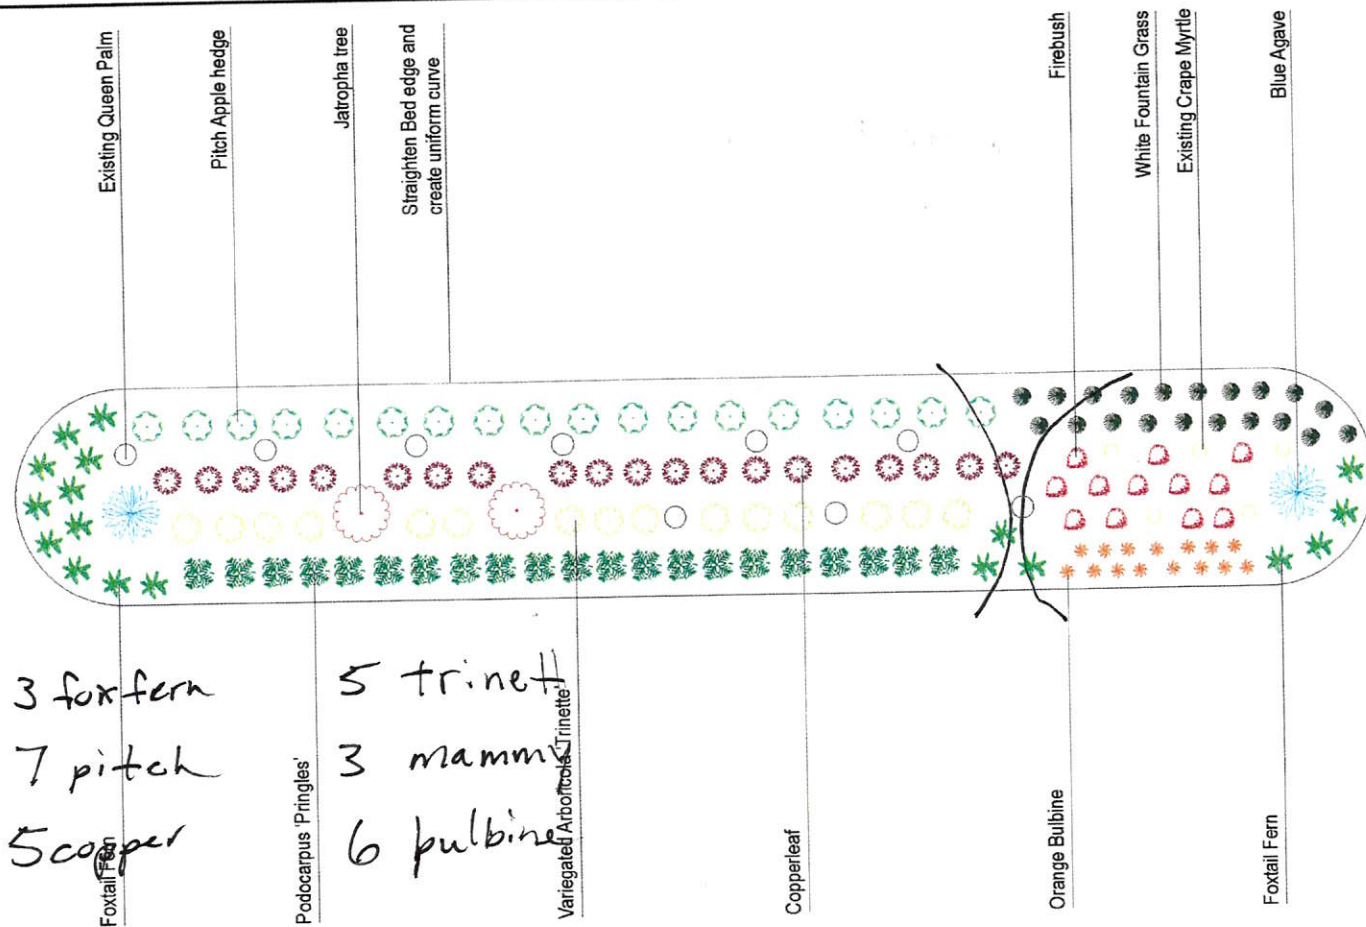 Existing Queen Palm
Pitch Apple hedge
Jatropha tree
Straighten Bed edge and
create uniform curve
Firebush
White Fountain Grass
Existing Crape Myrtle
Blue Agave
3 foxfern
7 pitch
5 copper
5 trinett
3 mammy
6 pulbine
Foxtail Fern
Podocarpus 'Pringles'
Variegated Arboricola 'Trinette'
Copperleaf
Orange Bulbine
Foxtail Fern